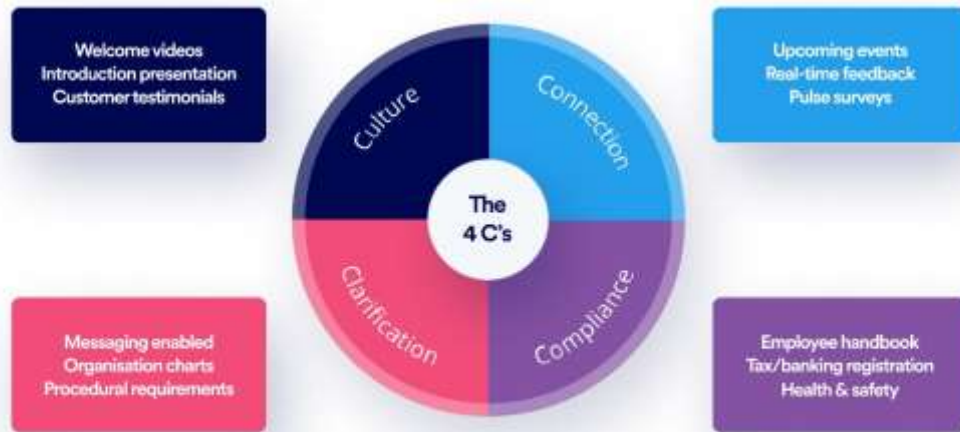 Welcome videos
Introduction presentation
Customer testimonials
Culture
Connection
Upcoming events
Real-time feedback
Pulse surveys
The
4 C's
Messaging enabled
Organisation charts
Procedural requirements
Clarification
Compliance
Employee handbook
Tax/banking registration
Health & safety